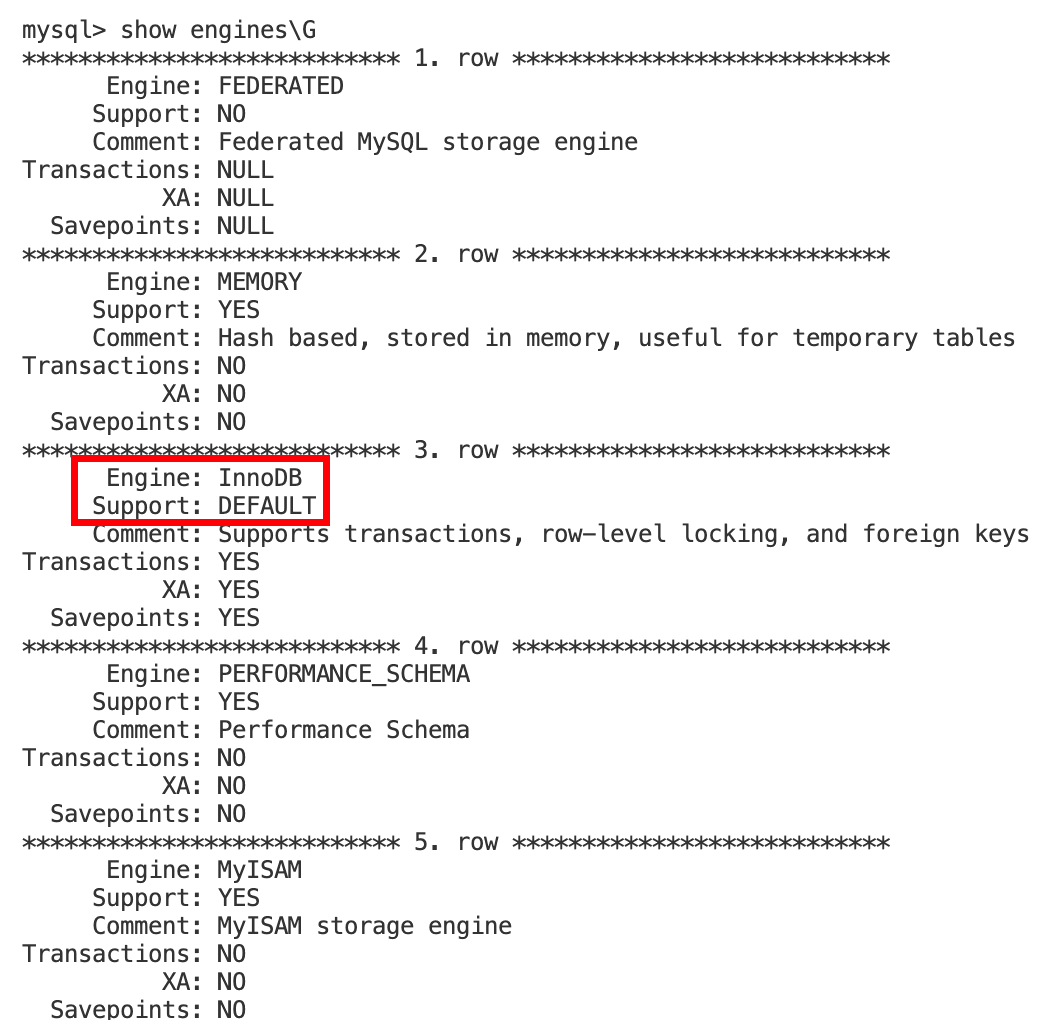 mysql> show engines\G
*************************** 1. row ***************************
Engine: FEDERATED
Support: NO
Comment: Federated MySQL storage engine
Transactions: NULL
XA: NULL
Savepoints: NULL
*************************** 2. row ***************************
Engine: MEMORY
Support: YES
Comment: Hash based, stored in memory, useful for temporary tables
Transactions: NO
XA: NO
Savepoints: NO
*************************** 3. row ***************************
Engine: InnoDB
Support: DEFAULT
Comment: Supports transactions, row-level locking, and foreign keys
Transactions: YES
XA: YES
Savepoints: YES
*************************** 4. row ***************************
Engine: PERFORMANCE_SCHEMA
Support: YES
Comment: Performance Schema
Transactions: NO
XA: NO
Savepoints: NO
*************************** 5. row ***************************
Engine: MyISAM
Support: YES
Comment: MyISAM storage engine
Transactions: NO
XA: NO
Savepoints: NO